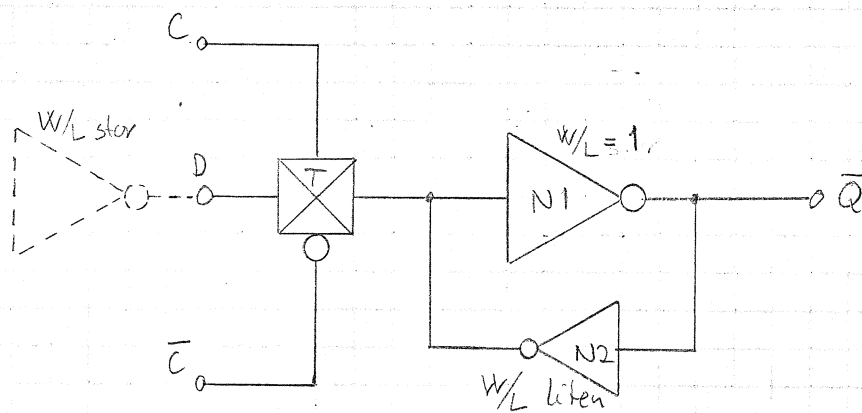 C
W/L stor
D
T
W/L = 1
N1
Q̅
C̅
N2
W/L liten